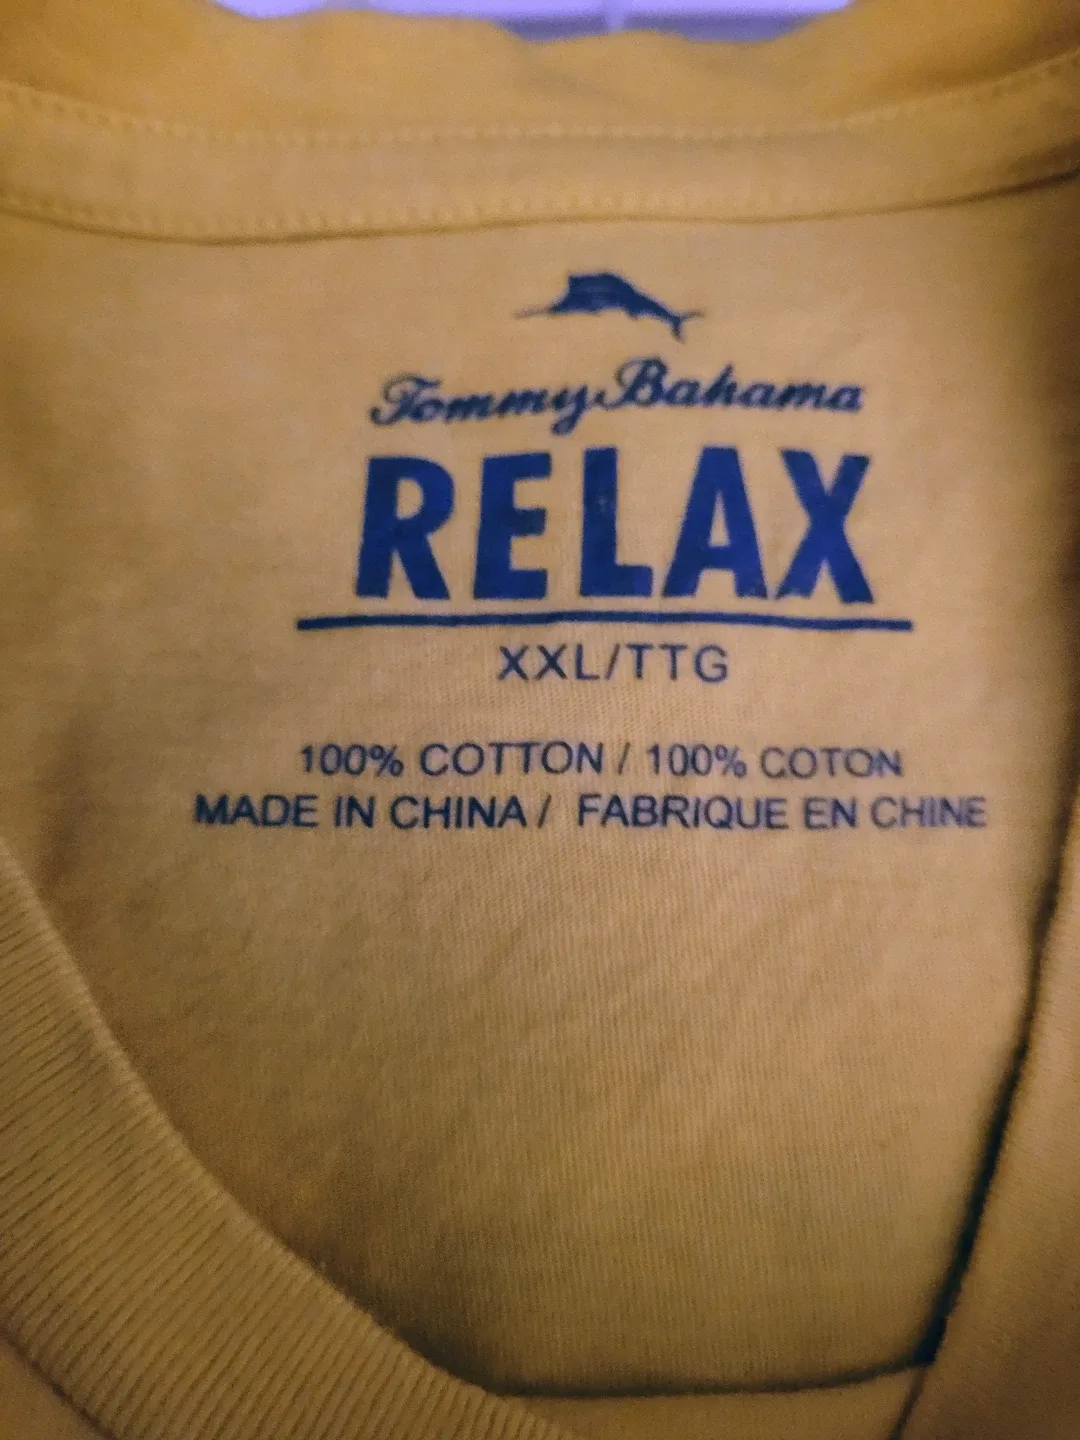 Tommy Bahama
RELAX
XXL/TTG
100% COTTON / 100% COTON
MADE IN CHINA / FABRIQUE EN CHINE